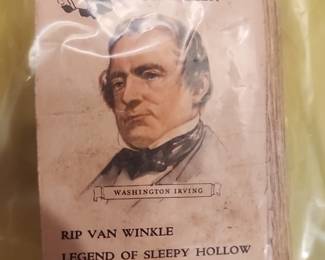 WASHINGTON IRVING
RIP VAN WINKLE
LEGEND OF SLEEPY HOLLOW